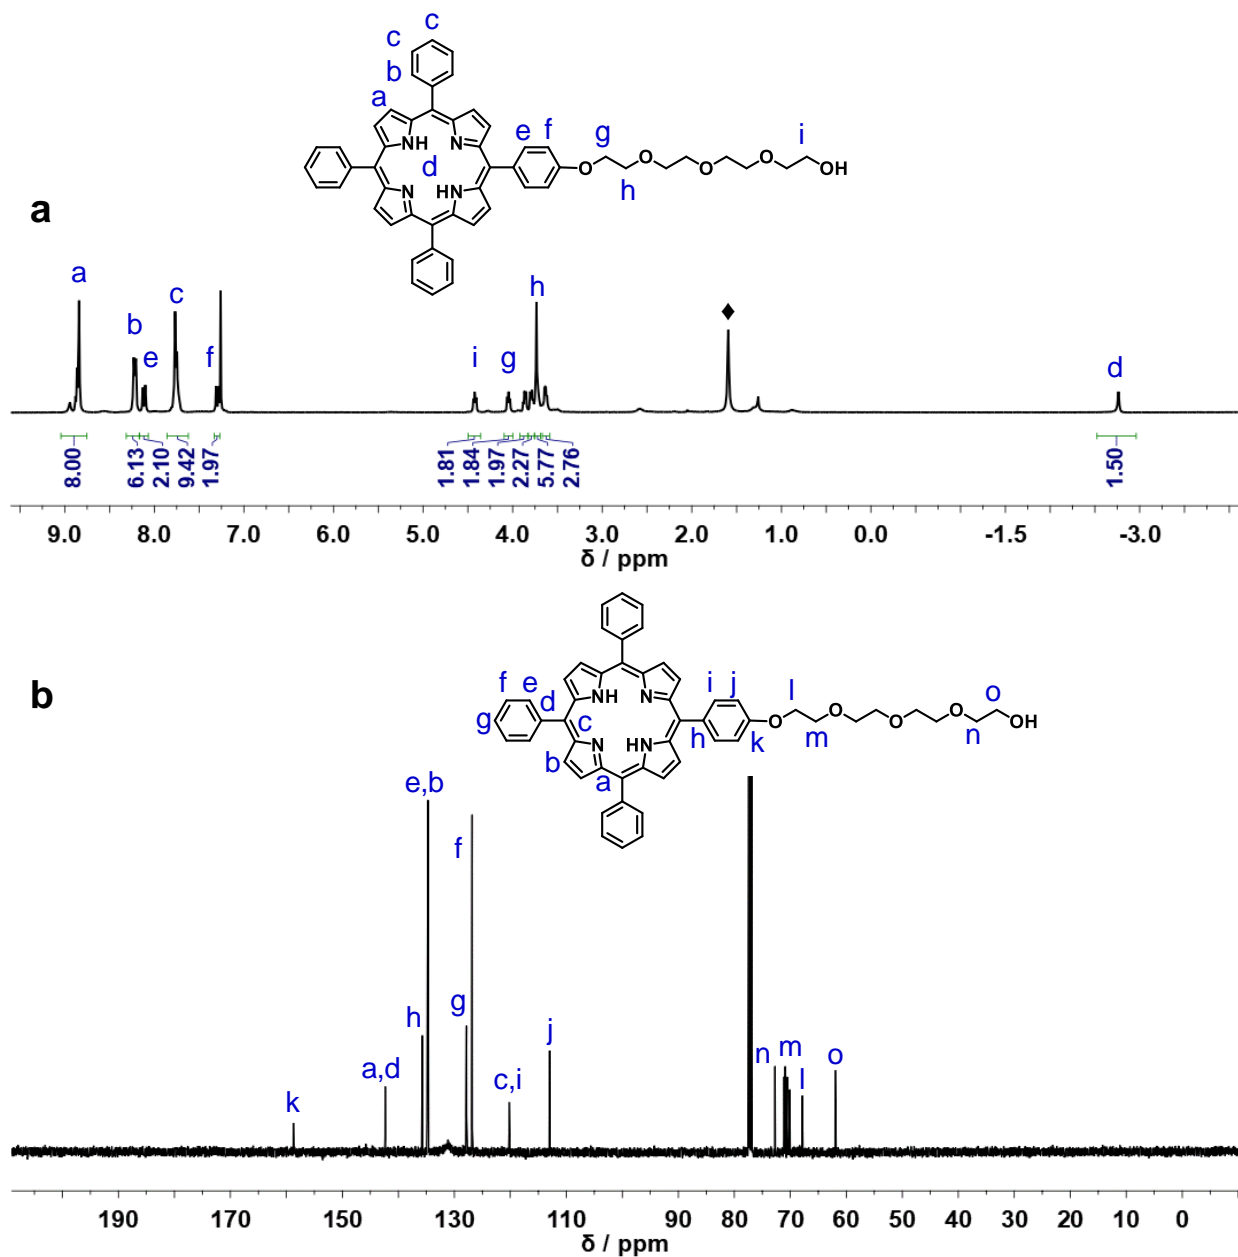 c
c
b
a
NH
N
d
N
HN
e f
g
O
h
O
O
O
i
OH
a
a
b
e
c
f
i
g
h
♦
d
8.00
6.13
2.10
9.42
1.97
1.81
1.84
1.97
2.27
5.77
2.76
1.50
9.0 8.0 7.0 6.0 5.0 4.0 3.0 2.0 1.0 0.0 -1.5 -3.0
δ / ppm
b
f e
d
g
c
b
a
NH
N
N
HN
i j
h
k
O
l
m
O
O
O
n
o
OH
k
a,d
h
e,b
g
f
c,i
j
n
m
l
o
190 170 150 130 110 90 80 70 60 50 40 30 20 10 0
δ / ppm